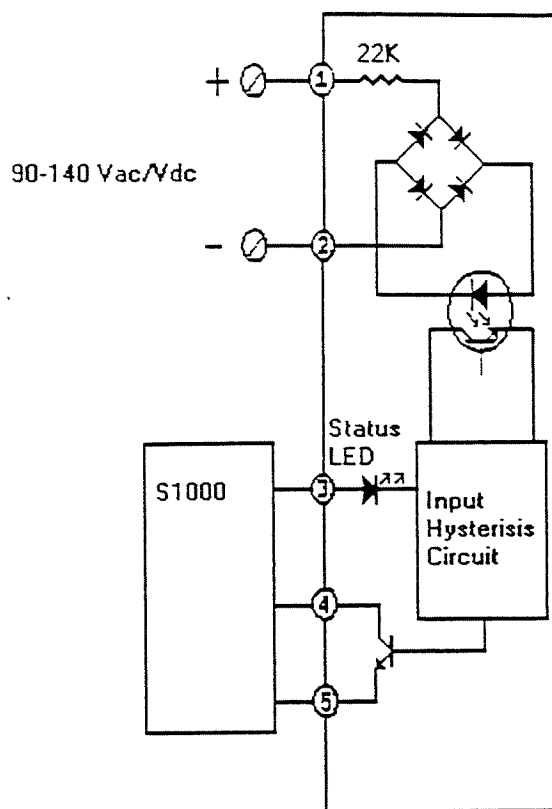 22K
+ 1
90-140 Vac/Vdc
- 2
Status
LED
S1000
3
Input
Hysterisis
Circuit
4
5